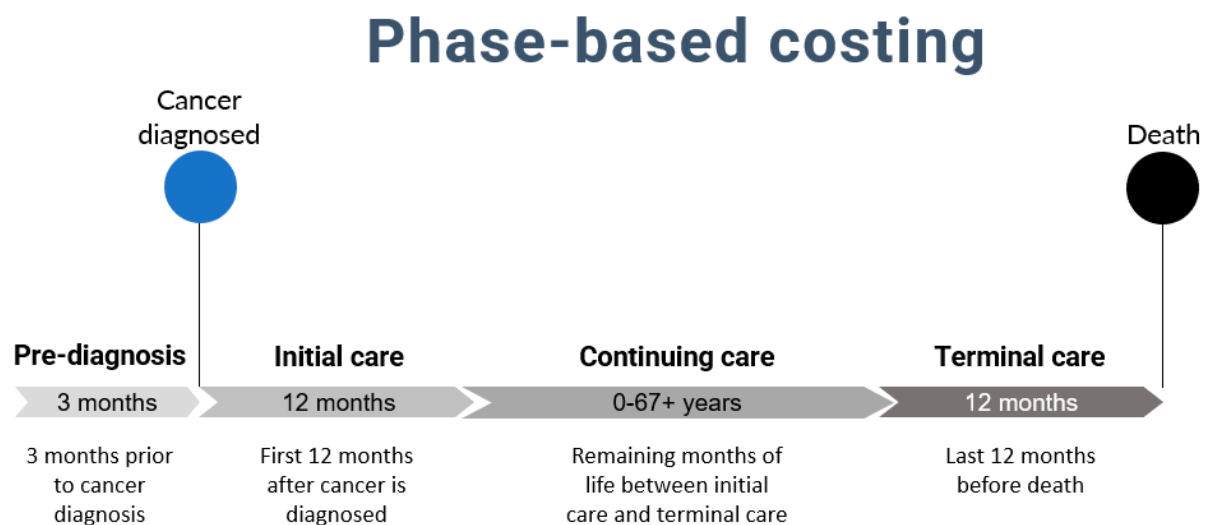 Phase-based costing
Cancer
diagnosed
Death
Pre-diagnosis
Initial care
Continuing care
Terminal care
3 months
12 months
0-67+ years
12 months
3 months prior
to cancer
diagnosis
First 12 months
after cancer is
diagnosed
Remaining months of
life between initial
care and terminal care
Last 12 months
before death